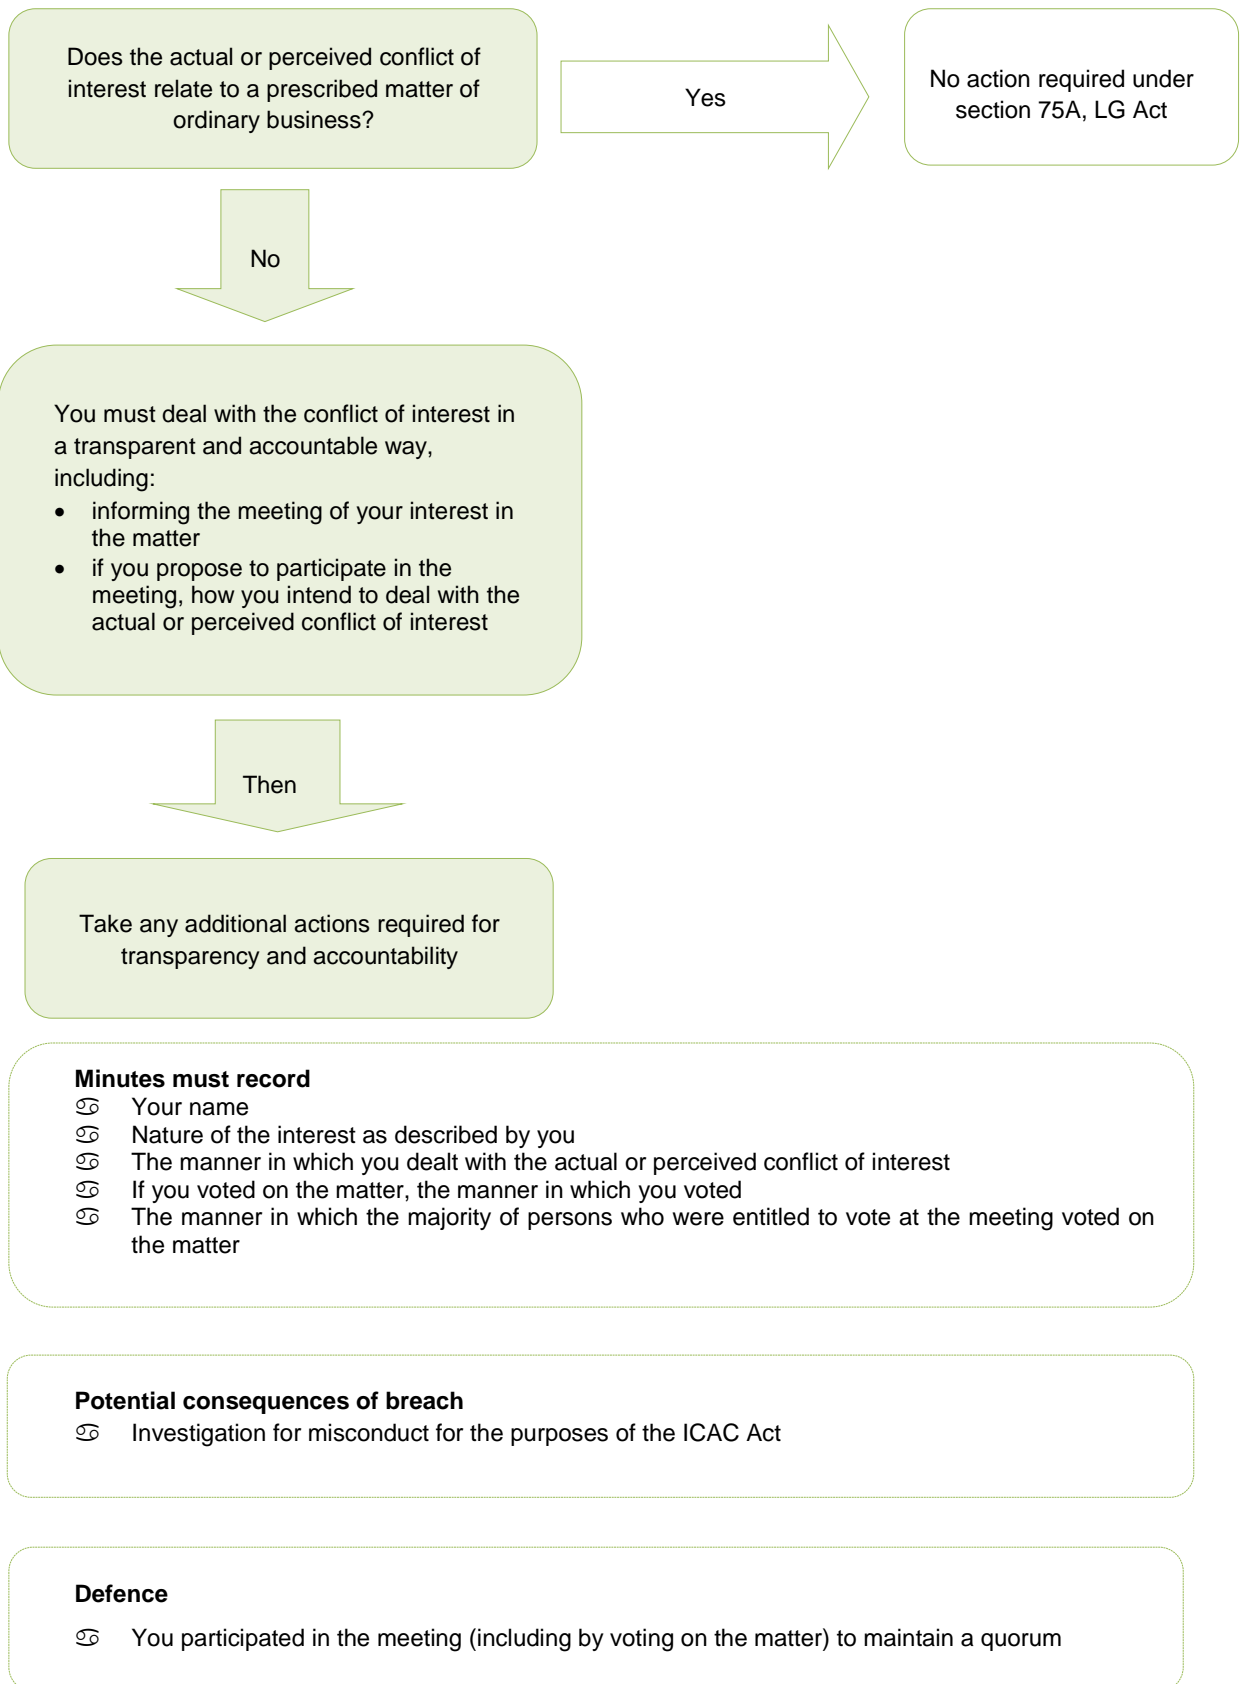 Does the actual or perceived conflict of
interest relate to a prescribed matter of
ordinary business?
Yes
No action required under
section 75A, LG Act
No
You must deal with the conflict of interest in
a transparent and accountable way,
including:
• informing the meeting of your interest in
the matter
• if you propose to participate in the
meeting, how you intend to deal with the
actual or perceived conflict of interest
Then
Take any additional actions required for
transparency and accountability
Minutes must record
♋ Your name
♋ Nature of the interest as described by you
♋ The manner in which you dealt with the actual or perceived conflict of interest
♋ If you voted on the matter, the manner in which you voted
♋ The manner in which the majority of persons who were entitled to vote at the meeting voted on
the matter
Potential consequences of breach
♋ Investigation for misconduct for the purposes of the ICAC Act
Defence
♋ You participated in the meeting (including by voting on the matter) to maintain a quorum